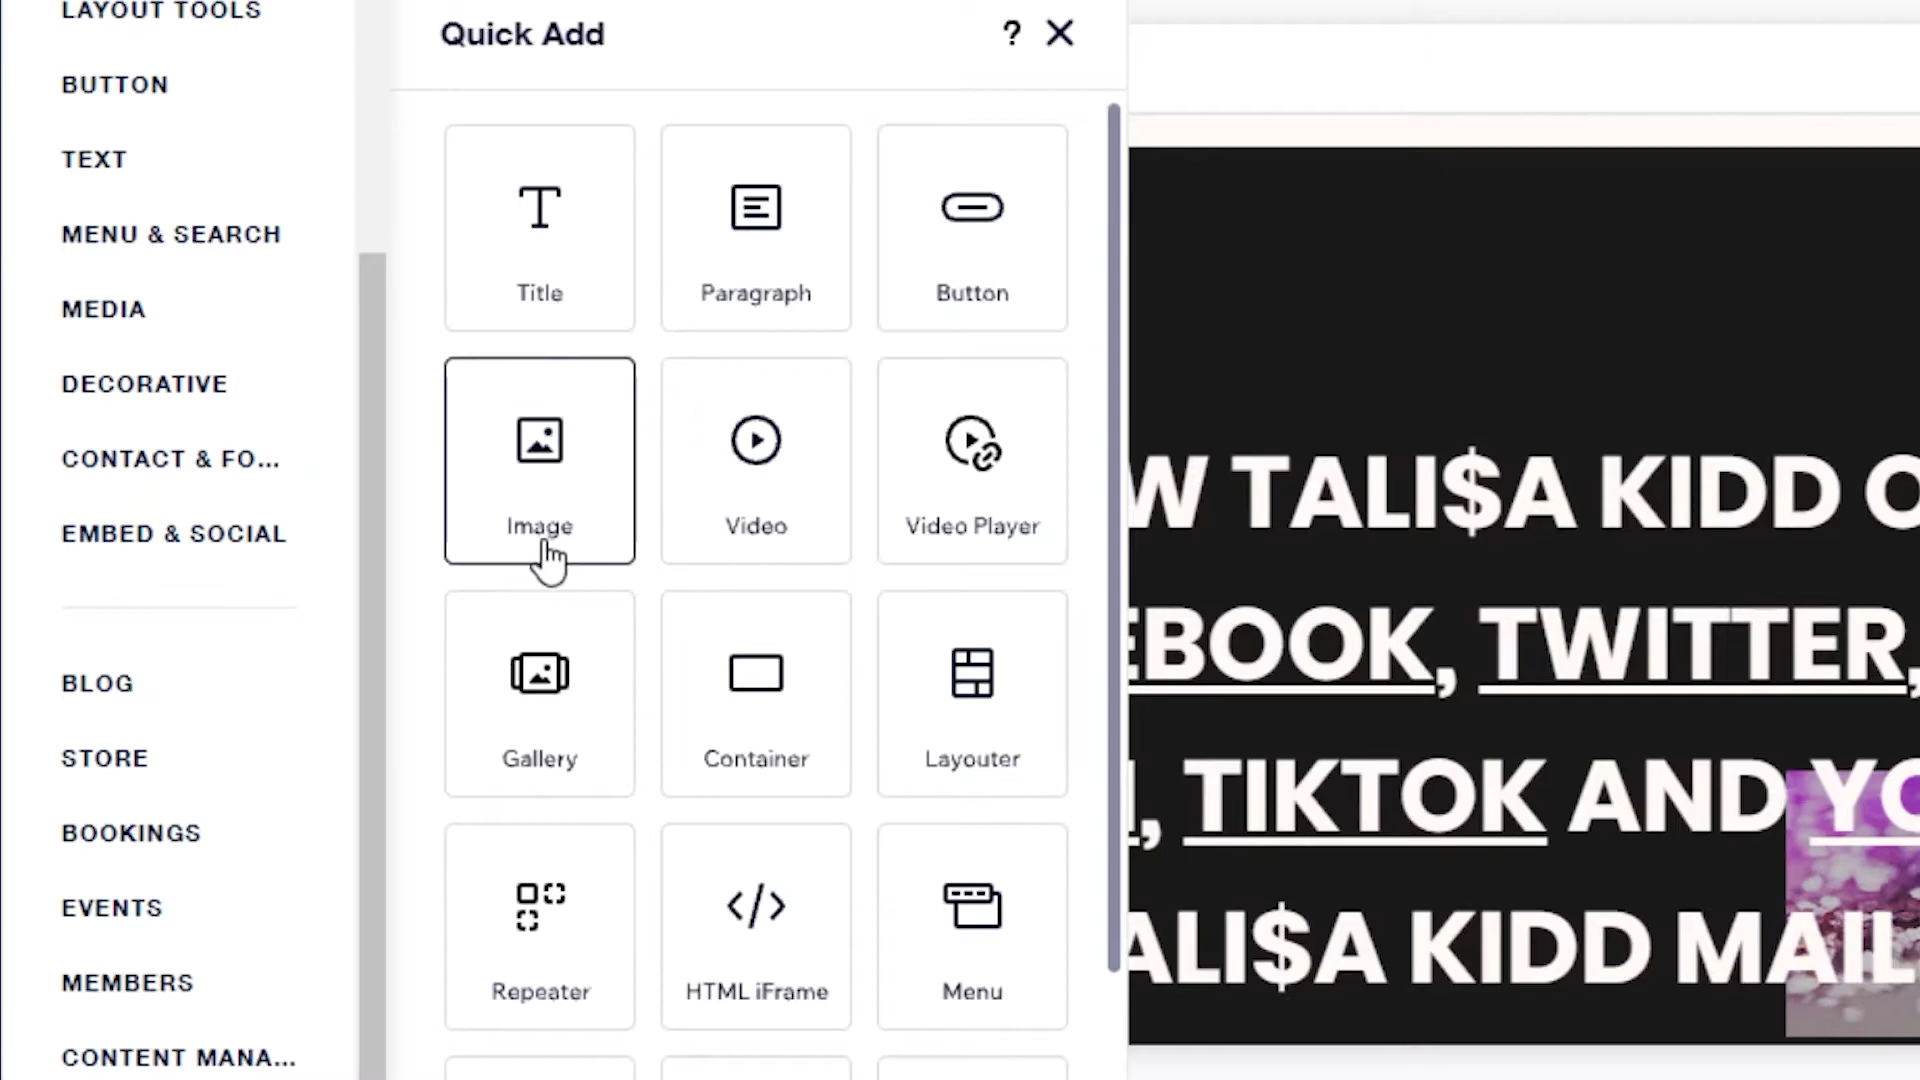 LAYOUT TOOLS
BUTTON
TEXT
MENU & SEARCH
MEDIA
DECORATIVE
CONTACT & FO...
EMBED & SOCIAL
BLOG
STORE
BOOKINGS
EVENTS
MEMBERS
CONTENT MANA...
Quick Add
?
Title
Paragraph
Button
Image
Video
Video Player
Gallery
Container
Layouter
Repeater
HTML iFrame
Menu
W TALI$A KIDD O
EBOOK, TWITTER,
, TIKTOK AND YO
ALI$A KIDD MAIL